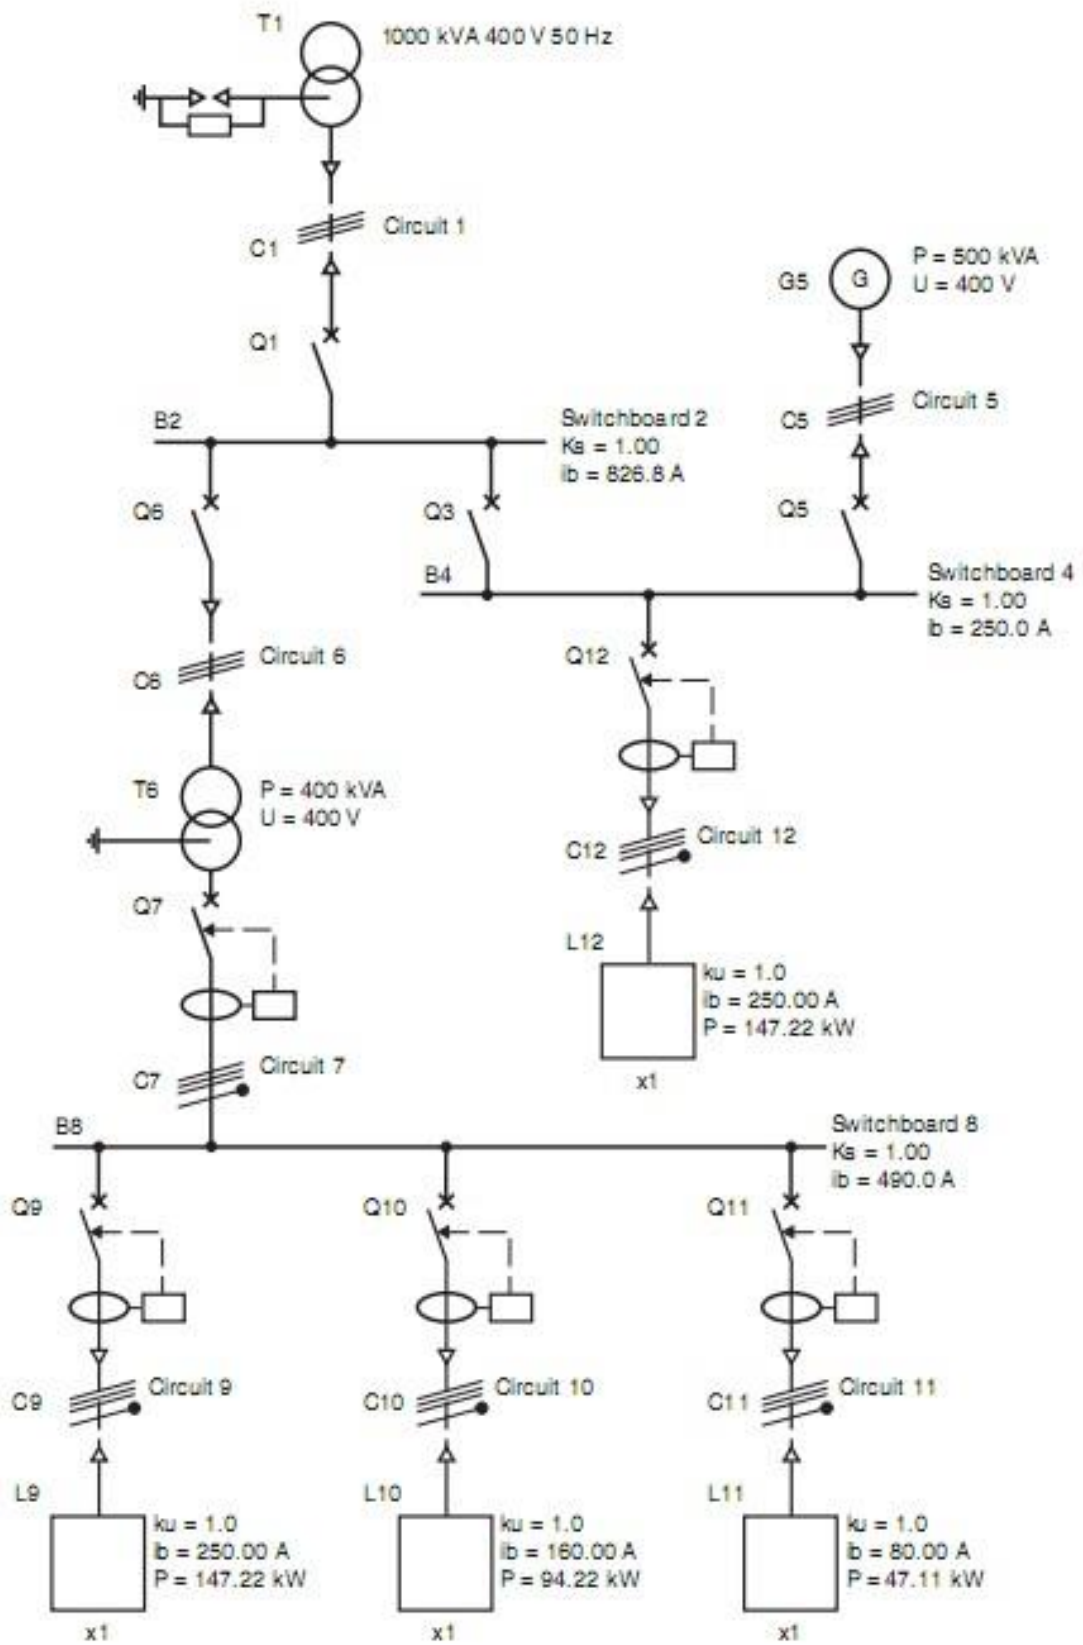 T1
1000 kVA 400 V 50 Hz
C1
Circuit 1
Q1
G5
G
P = 500 kVA
U = 400 V
C5
Circuit 5
Q5
B2
Switchboard 2
Ks = 1.00
ib = 826.8 A
Q6
Q3
B4
Switchboard 4
Ks = 1.00
ib = 250.0 A
C6
Circuit 6
Q12
T6
P = 400 kVA
U = 400 V
C12
Circuit 12
Q7
L12
ku = 1.0
ib = 250.00 A
P = 147.22 kW
x1
C7
Circuit 7
B8
Switchboard 8
Ks = 1.00
ib = 490.0 A
Q9
Q10
Q11
C9
Circuit 9
C10
Circuit 10
C11
Circuit 11
L9
ku = 1.0
ib = 250.00 A
P = 147.22 kW
x1
L10
ku = 1.0
ib = 160.00 A
P = 94.22 kW
x1
L11
ku = 1.0
ib = 80.00 A
P = 47.11 kW
x1